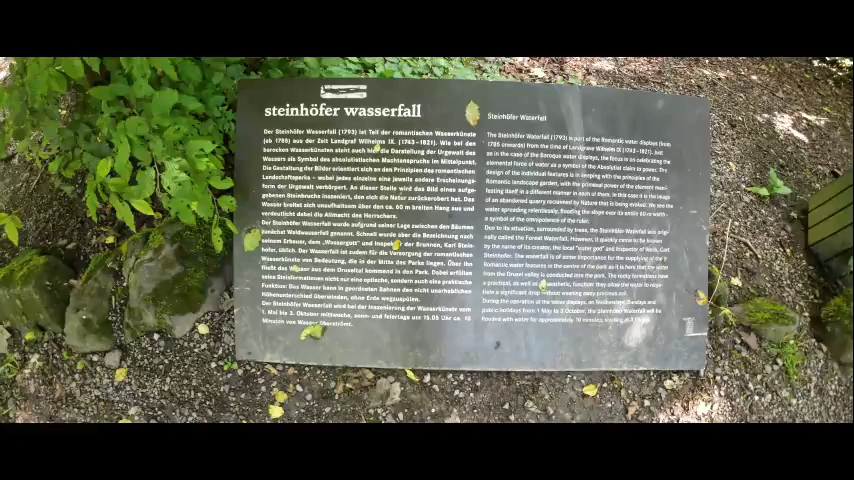 steinhöfer wasserfall
Der Steinhöfer Wasserfall (1793) ist Teil der romantischen Wasserkünste
(ab 1785) aus der Zeit Landgraf Wilhelms IX. (1743-1821). Wie bei den
barocken Wasserkünsten steht auch hier die Darstellung der Urgewalt des
Wassers als Symbol des absolutistischen Machtanspruchs im Mittelpunkt.
Die Gestaltung der Bilder orientiert sich an den Prinzipien des romantischen
Landschaftsparks – wobei jedes einzelne eine jeweils andere Erscheinungs-
form der Urgewalt verkörpert. An dieser Stelle wird das Bild eines aufge-
gebenen Steinbruchs inszeniert, den sich die Natur zurückerobert hat. Das
Wasser breitet sich unaufhaltsam über den ca. 60 m breiten Hang aus und
verdeutlicht dabei die Allmacht des Herrschers.
Der Steinhöfer Wasserfall wurde aufgrund seiner Lage zwischen den Bäumen
zunächst Waldwasserfall genannt. Schnell wurde aber die Bezeichnung nach
seinem Erbauer, dem „Wassergott" und Inspektor der Brunnen, Karl Stein-
höfer, üblich. Der Wasserfall ist zudem für die Versorgung der romantischen
Wasserkünste von Bedeutung, die in der Mitte des Parks liegen. Über ihn
fließt das Wasser aus dem Druseltal kommend in den Park. Dabei erfüllen
seine Steinformationen nicht nur eine optische, sondern auch eine praktische
Funktion: Das Wasser kann in geordneten Bahnen den nicht unerheblichen
Höhenunterschied überwinden, ohne Erde wegzuspülen.
Der Steinhöfer Wasserfall wird bei der Inszenierung der Wasserkünste vom
1. Mai bis 3. Oktober mittwochs, sonn- und feiertags um 15.05 Uhr ca. 10
Minuten von Wasser überströmt.
Steinhöfer Waterfall
The Steinhöfer Waterfall (1793) is part of the Romantic water displays (from
1785 onwards) from the time of Landgrave Wilhelm IX (1743-1821). Just
as in the case of the Baroque water displays, the focus is on celebrating the
elemental force of water as a symbol of the Absolutist claim to power. The
design of the individual features is in keeping with the principles of the
Romantic landscape garden, with the primeval power of the element mani-
festing itself in a different manner in each of them. In this case it is the image
of an abandoned quarry reclaimed by Nature that is being evoked. We see the
water spreading relentlessly, flooding the slope over its entire 60-m width -
a symbol of the omnipotence of the ruler.
Due to its situation, surrounded by trees, the Steinhöfer Waterfall was origi-
nally called the Forest Waterfall. However, it quickly came to be known
by the name of its creator, the local "water god" and inspector of Wells, Carl
Steinhöfer. The waterfall is of some importance for the supplying of the
Romantic water features in the centre of the park as it is here that the water
from the Drusel valley is conducted into the park. The rocky formations have
a practical, as well as aesthetic, function: they allow the water to nego-
tiate a significant drop without wearing away precious soil.
During the operation of the water displays, on Wednesdays, Sundays and
public holidays from 1 May to 3 October, the Steinhöfer Waterfall will be
flooded with water for approximately 10 minutes, starting at